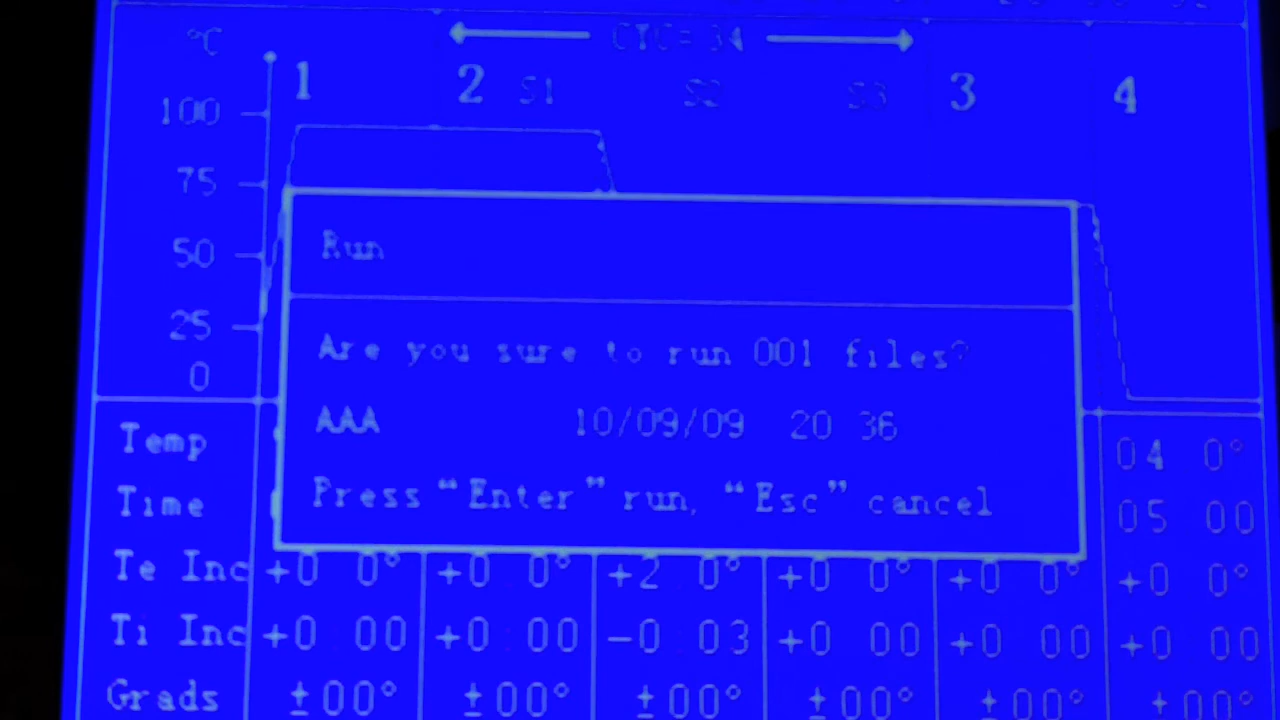 °C
CYC= 34
1 2 S1 S2 S3 3 4
100
75
50
25
0
Run
Are you sure to run 001 files?
AAA 10/09/09 20 36
Press “Enter” run, “Esc” cancel
Temp 04 0°
Time 05 00
Te Inc +0 0° +0 0° +2 0° +0 0° +0 0° +0 0°
Ti Inc +0 00 +0 00 -0 03 +0 00 +0 00 +0 00
Grads ±00° ±00° ±00° ±00° ±00° ±00°